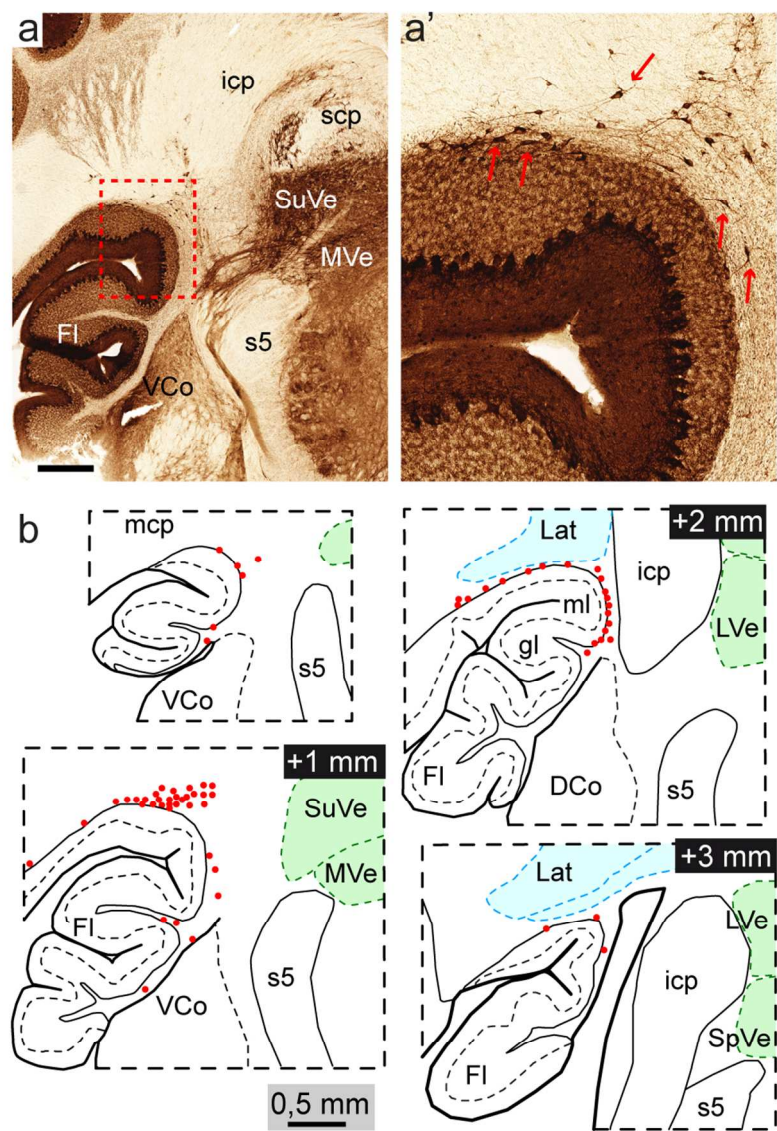 a
icp
scp
SuVe
MVe
Fl
s5
VCo
a'
b
mcp
s5
VCo
+2 mm
Lat
icp
ml
LVe
gl
Fl
DCo
s5
+1 mm
SuVe
MVe
Fl
s5
VCo
0,5 mm
+3 mm
Lat
LVe
icp
SpVe
Fl
s5